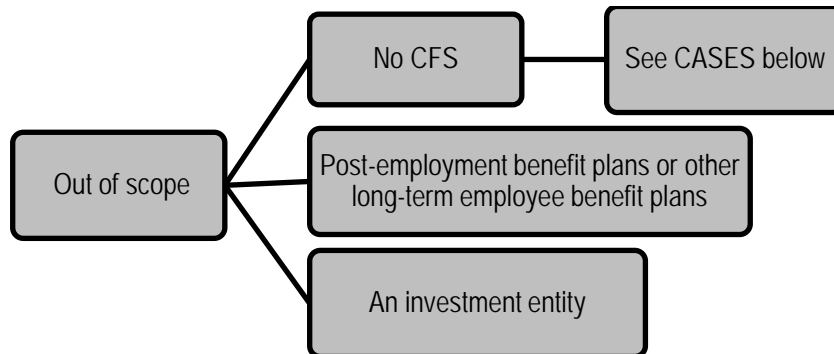 No CFS
See CASES below
Out of scope
Post-employment benefit plans or other
long-term employee benefit plans
An investment entity